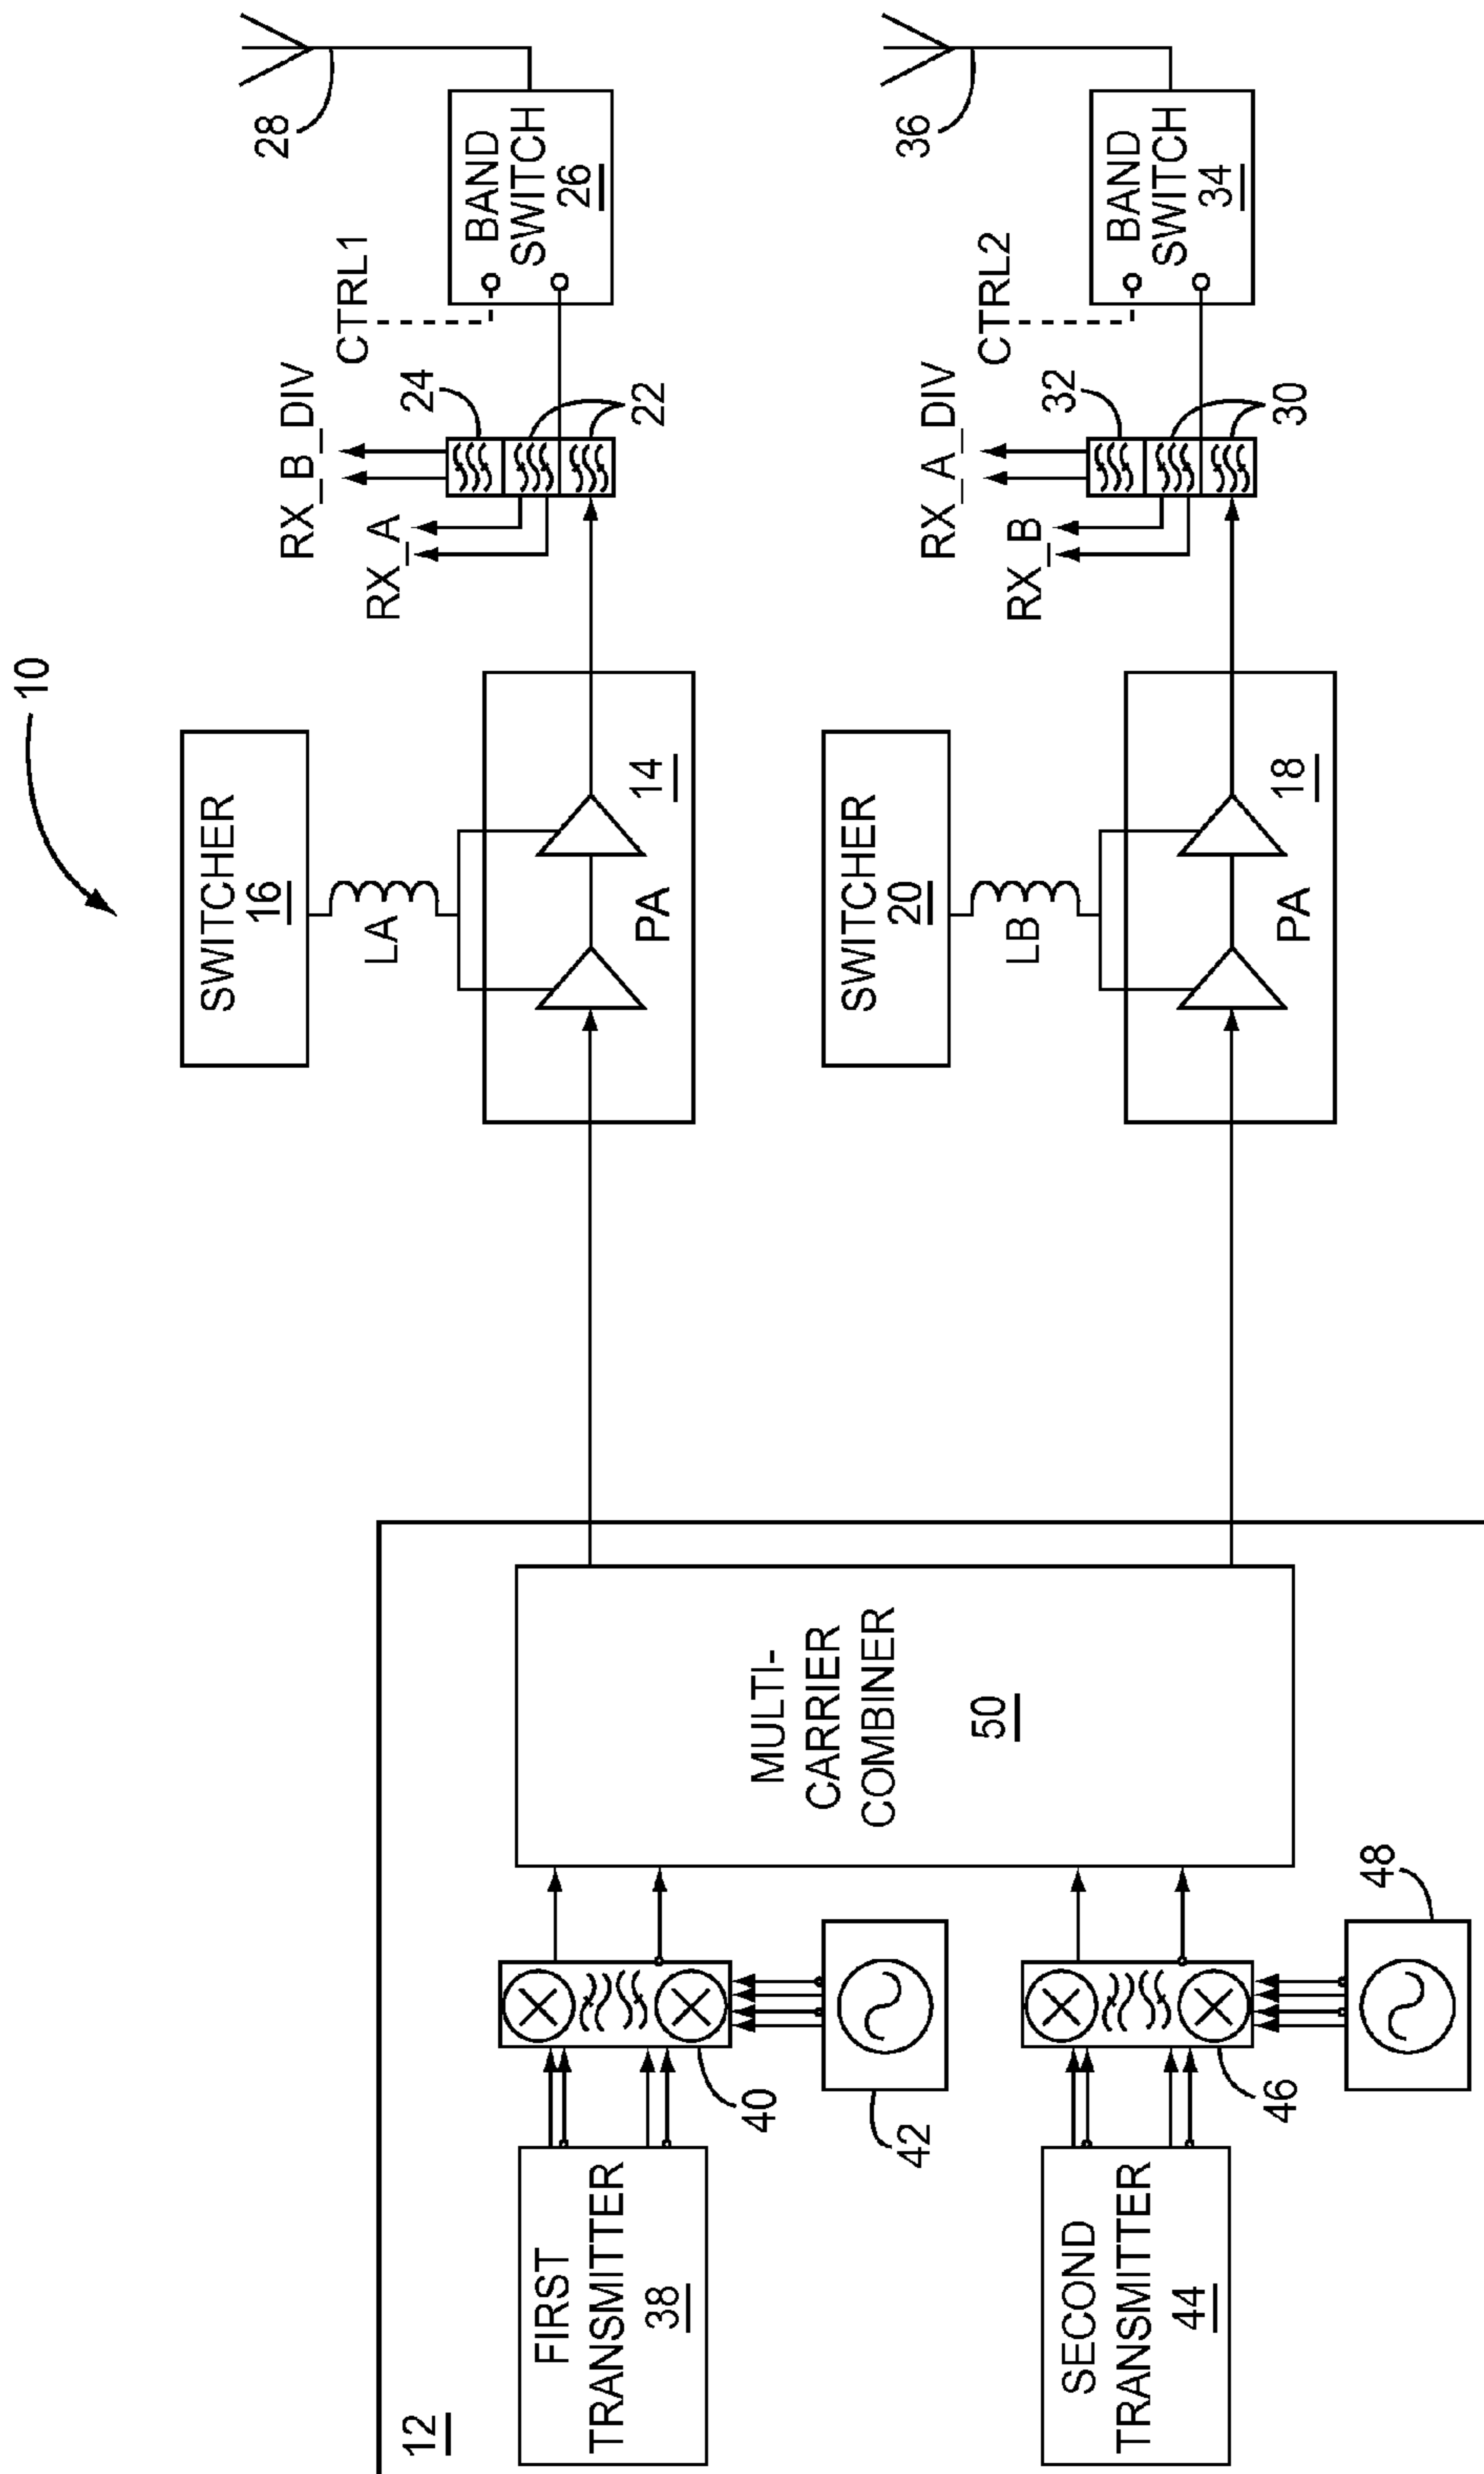 10
SWITCHER
16
LA
14
PA
RX_B_DIV
RX_A
24
22
CTRL1
BAND
SWITCH
26
28
SWITCHER
20
LB
18
PA
RX_A_DIV
RX_B
32
30
CTRL2
BAND
SWITCH
34
36
12
FIRST
TRANSMITTER
38
40
42
MULTI-
CARRIER
COMBINER
50
SECOND
TRANSMITTER
44
46
48